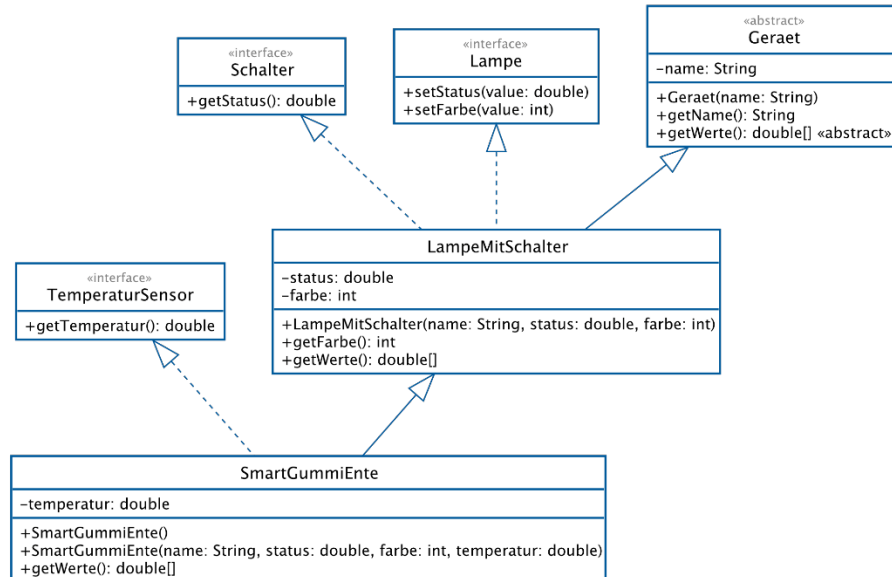 «interface»
Schalter
+getStatus(): double
«interface»
Lampe
+setStatus(value: double)
+setFarbe(value: int)
«abstract»
Geraet
-name: String
+Geraet(name: String)
+getName(): String
+getWerte(): double[] «abstract»
LampeMitSchalter
-status: double
-farbe: int
+LampeMitSchalter(name: String, status: double, farbe: int)
+getFarbe(): int
+getWerte(): double[]
«interface»
TemperaturSensor
+getTemperatur(): double
SmartGummiEnte
-temperatur: double
+SmartGummiEnte()
+SmartGummiEnte(name: String, status: double, farbe: int, temperatur: double)
+getWerte(): double[]